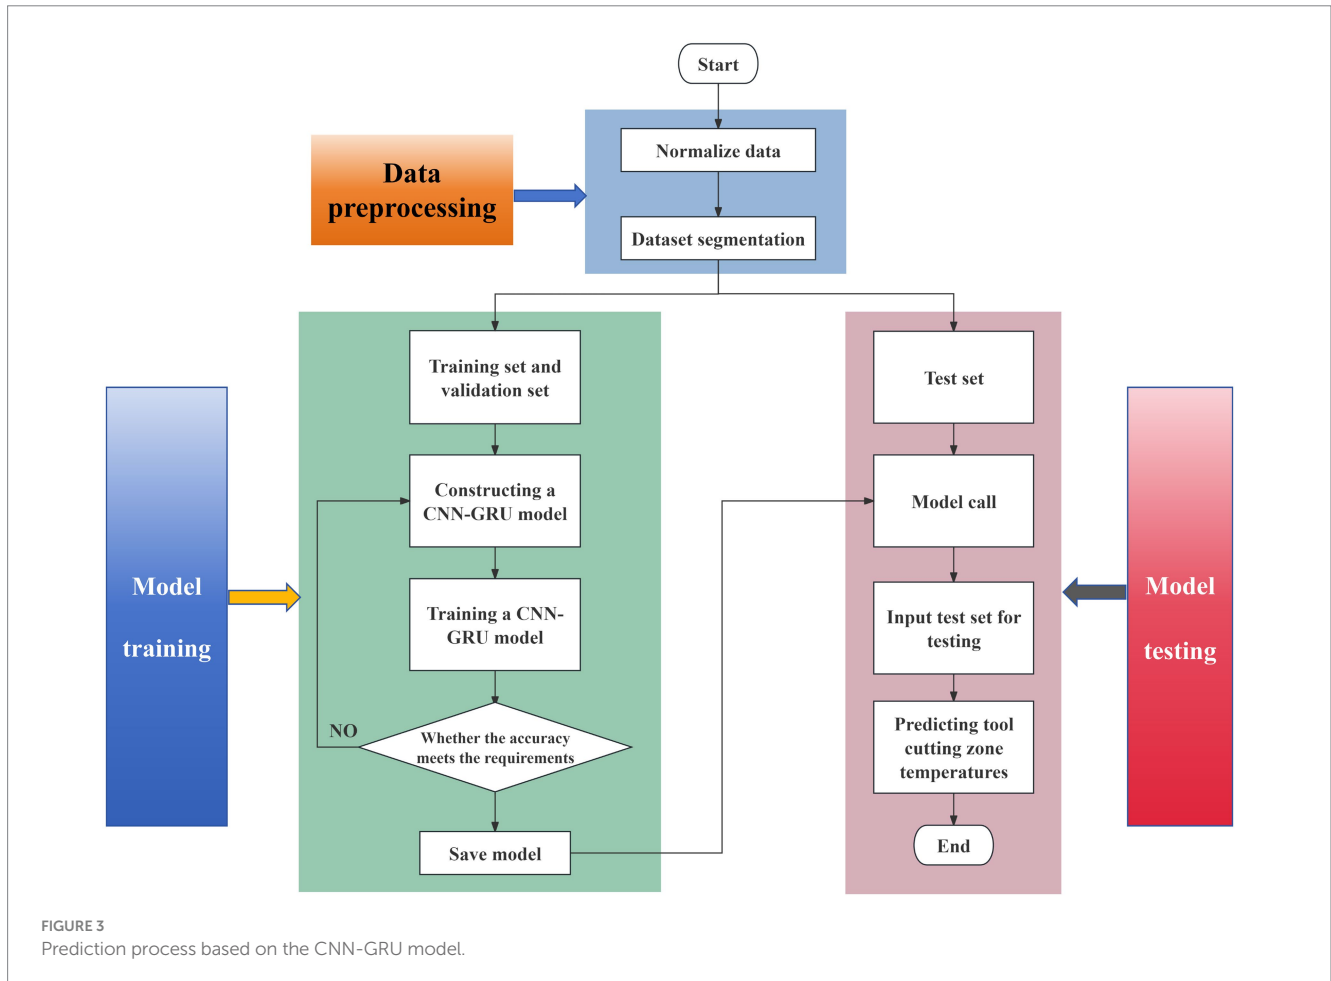 Start
Normalize data
Data
preprocessing
Dataset segmentation
Training set and
validation set
Test set
Constructing a
CNN-GRU model
Model call
Model
training
Training a CNN-
GRU model
Input test set for
testing
Model
testing
NO
Whether the accuracy
meets the requirements
Predicting tool
cutting zone
temperatures
Save model
End
FIGURE 3
Prediction process based on the CNN-GRU model.